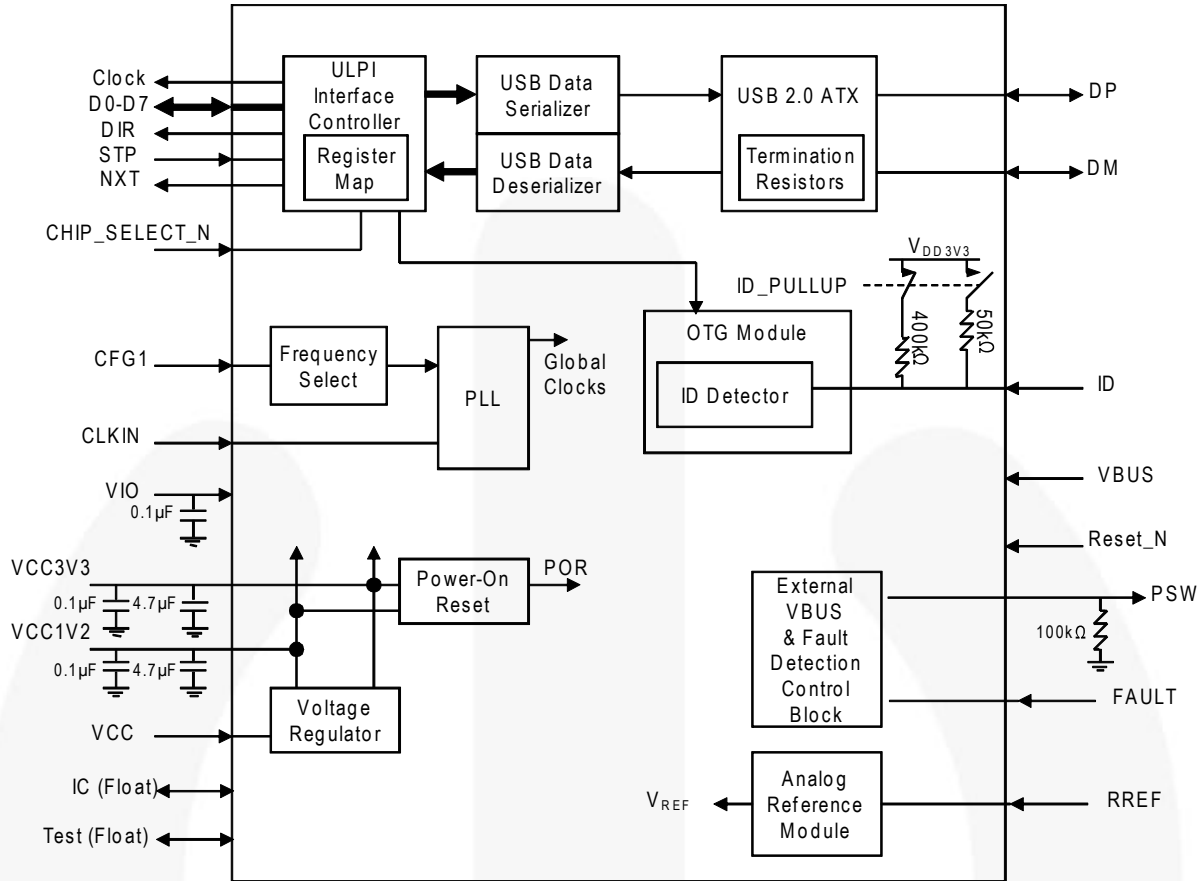 Clock
D0-D7
DIR
STP
NXT
CHIP_SELECT_N
CFG1
CLKIN
VIO
0.1µF
VCC3V3
0.1µF
4.7µF
VCC1V2
0.1µF
4.7µF
VCC
IC (Float)
Test (Float)
ULPI
Interface
Controller
Register
Map
USB Data
Serializer
USB Data
Deserializer
USB 2.0 ATX
Termination
Resistors
Frequency
Select
PLL
Global
Clocks
VDD3V3
ID_PULLUP
400kΩ
50kΩ
OTG Module
ID Detector
Power-On
Reset
POR
Voltage
Regulator
External
VBUS
& Fault
Detection
Control
Block
VREF
Analog
Reference
Module
DP
DM
ID
VBUS
Reset_N
PSW
100kΩ
FAULT
RREF